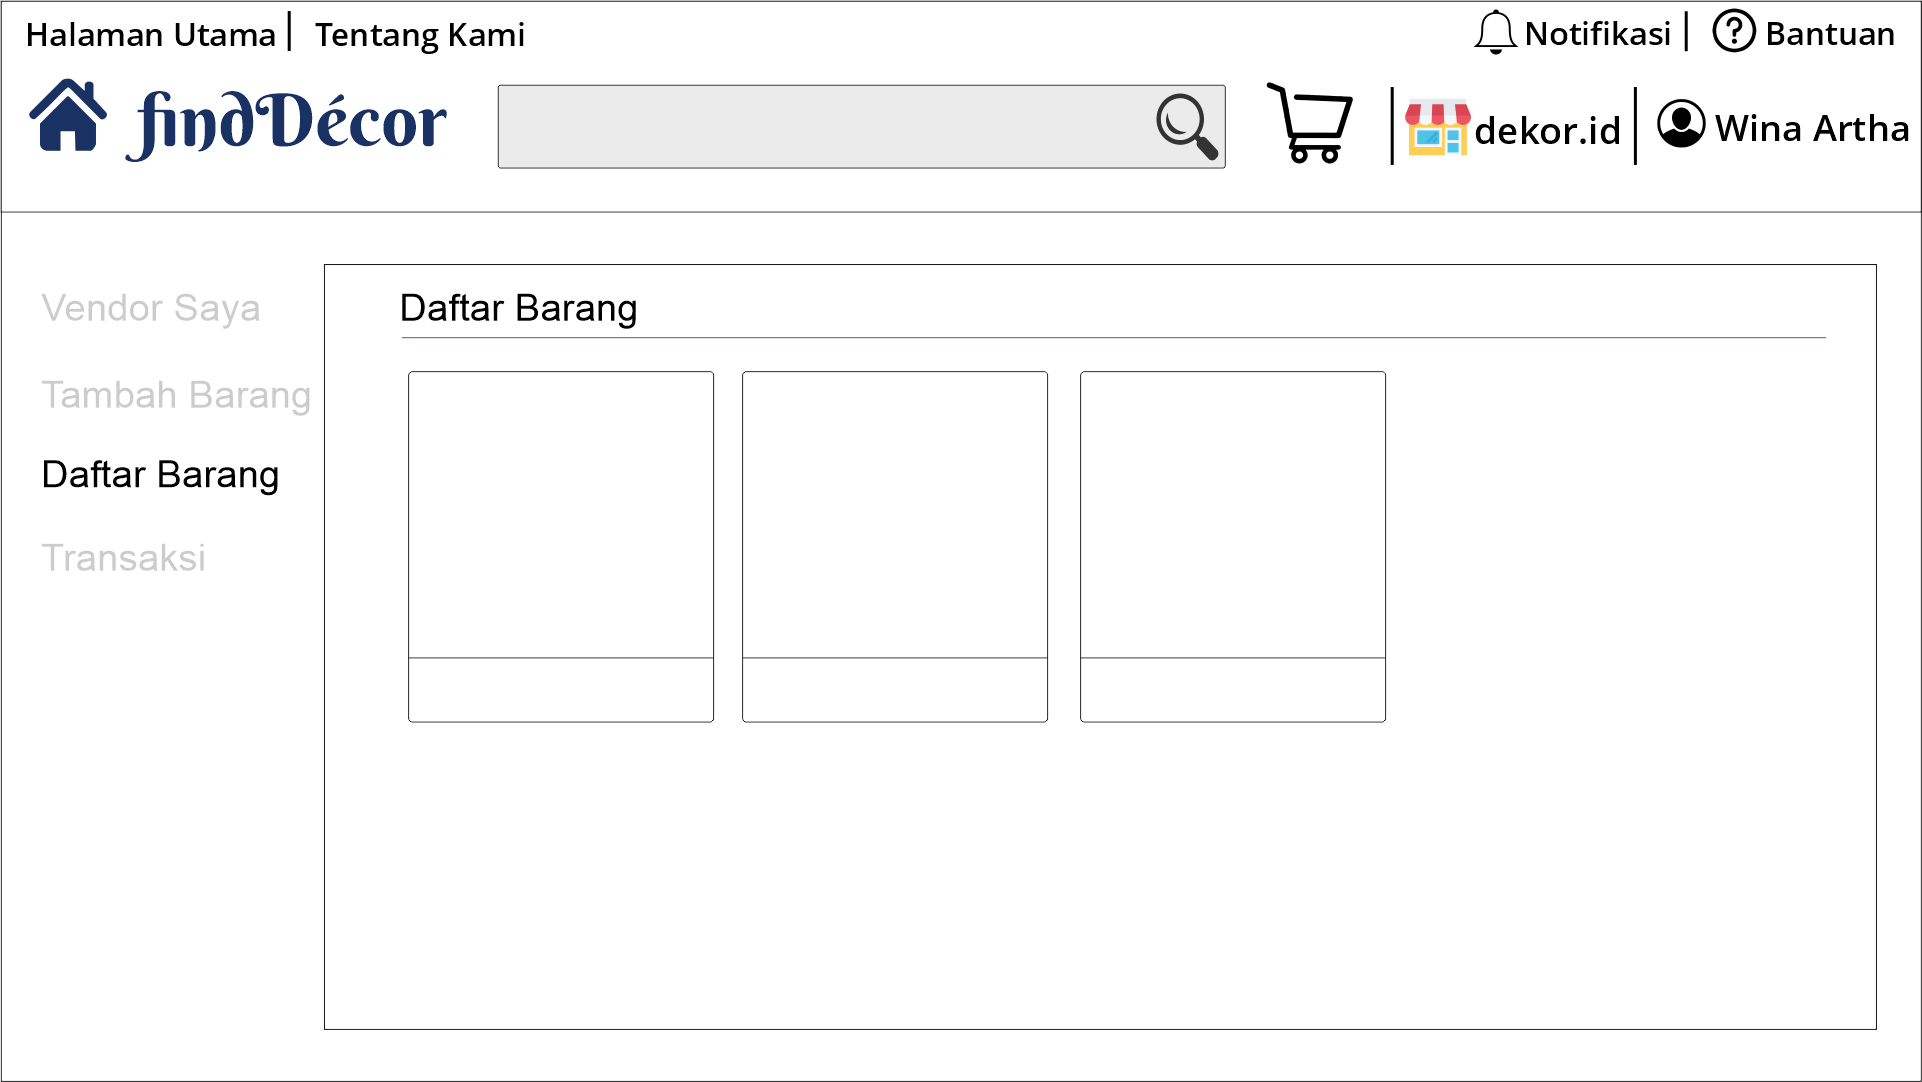 Halaman Utama | Tentang Kami
Notifikasi | Bantuan
findDécor
dekor.id
Wina Artha
Vendor Saya
Tambah Barang
Daftar Barang
Transaksi
Daftar Barang